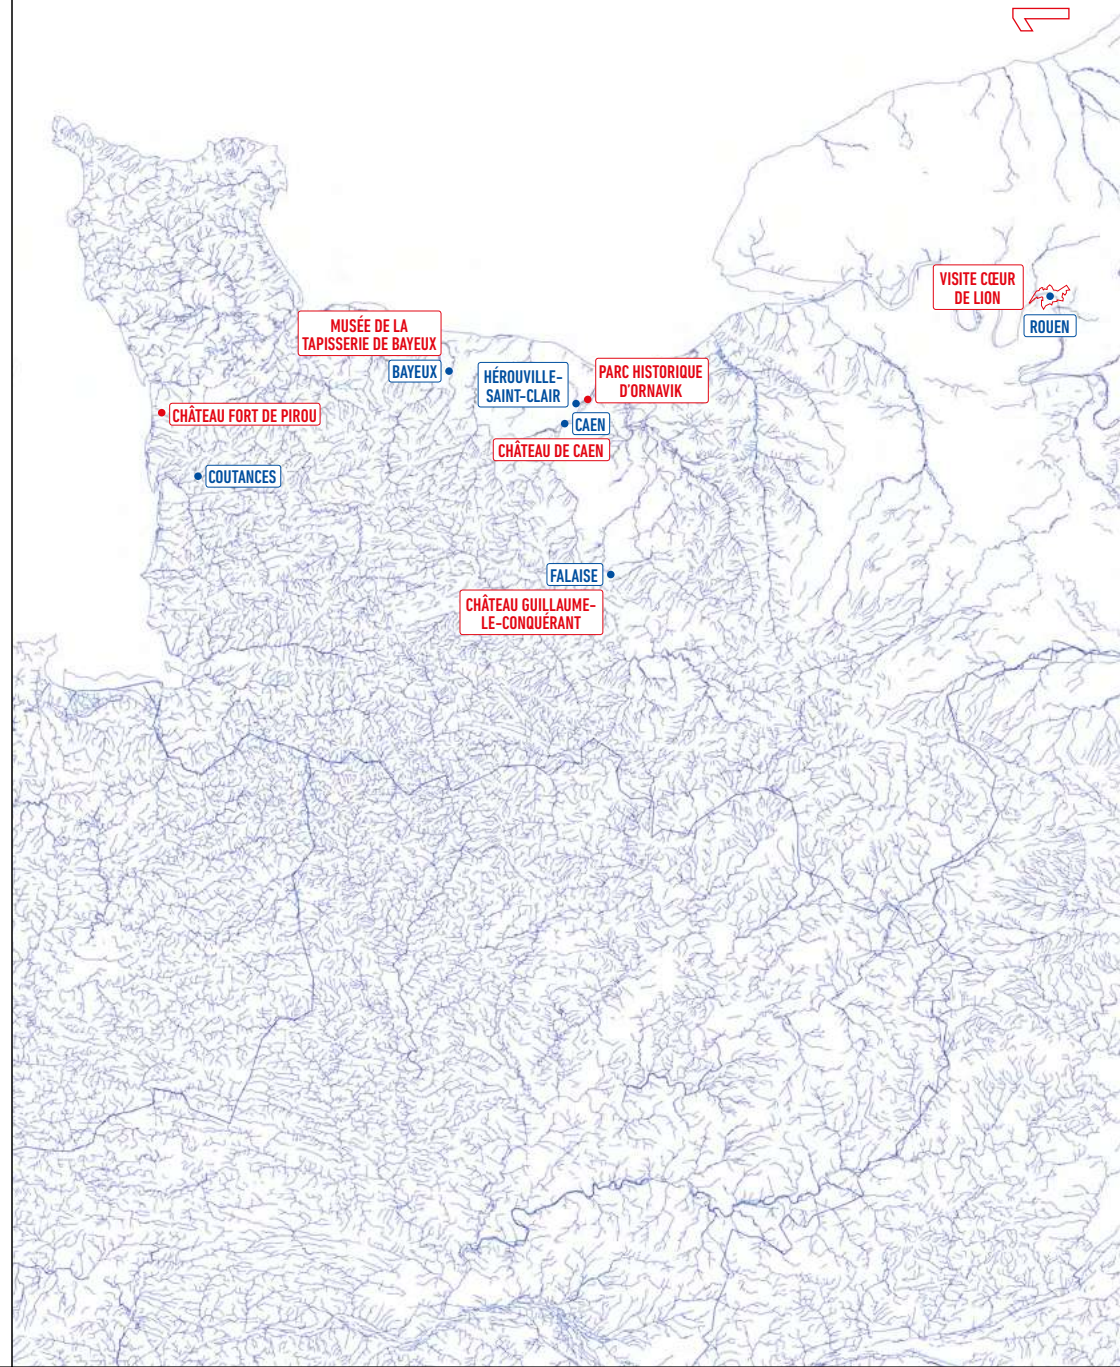 VISITE CŒUR
DE LION
ROUEN
MUSÉE DE LA
TAPISSERIE DE BAYEUX
BAYEUX
HÉROUVILLE-
SAINT-CLAIR
PARC HISTORIQUE
D'ORNAVIK
CHÂTEAU FORT DE PIROU
CAEN
CHÂTEAU DE CAEN
COUTANCES
FALAISE
CHÂTEAU GUILLAUME-
LE-CONQUÉRANT